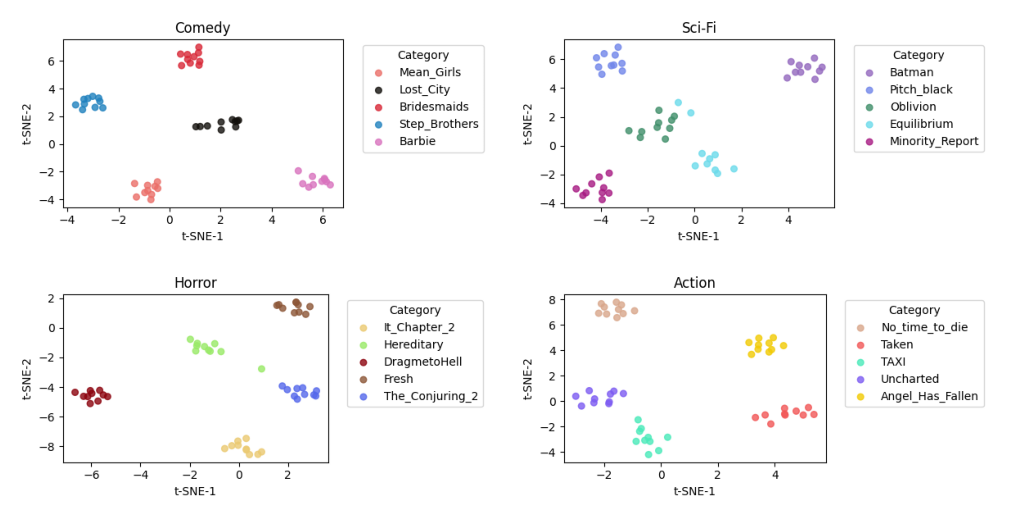 Comedy
6
4
2
0
−2
−4
t-SNE-2
−4 −2 0 2 4 6
t-SNE-1
Category
Mean_Girls
Lost_City
Bridesmaids
Step_Brothers
Barbie
Sci-Fi
6
4
2
0
−2
−4
t-SNE-2
−4 −2 0 2 4
t-SNE-1
Category
Batman
Pitch_black
Oblivion
Equilibrium
Minority_Report
Horror
2
0
−2
−4
−6
−8
t-SNE-2
−6 −4 −2 0 2
t-SNE-1
Category
It_Chapter_2
Hereditary
DragmetoHell
Fresh
The_Conjuring_2
Action
8
6
4
2
0
−2
−4
t-SNE-2
−2 0 2 4
t-SNE-1
Category
No_time_to_die
Taken
TAXI
Uncharted
Angel_Has_Fallen